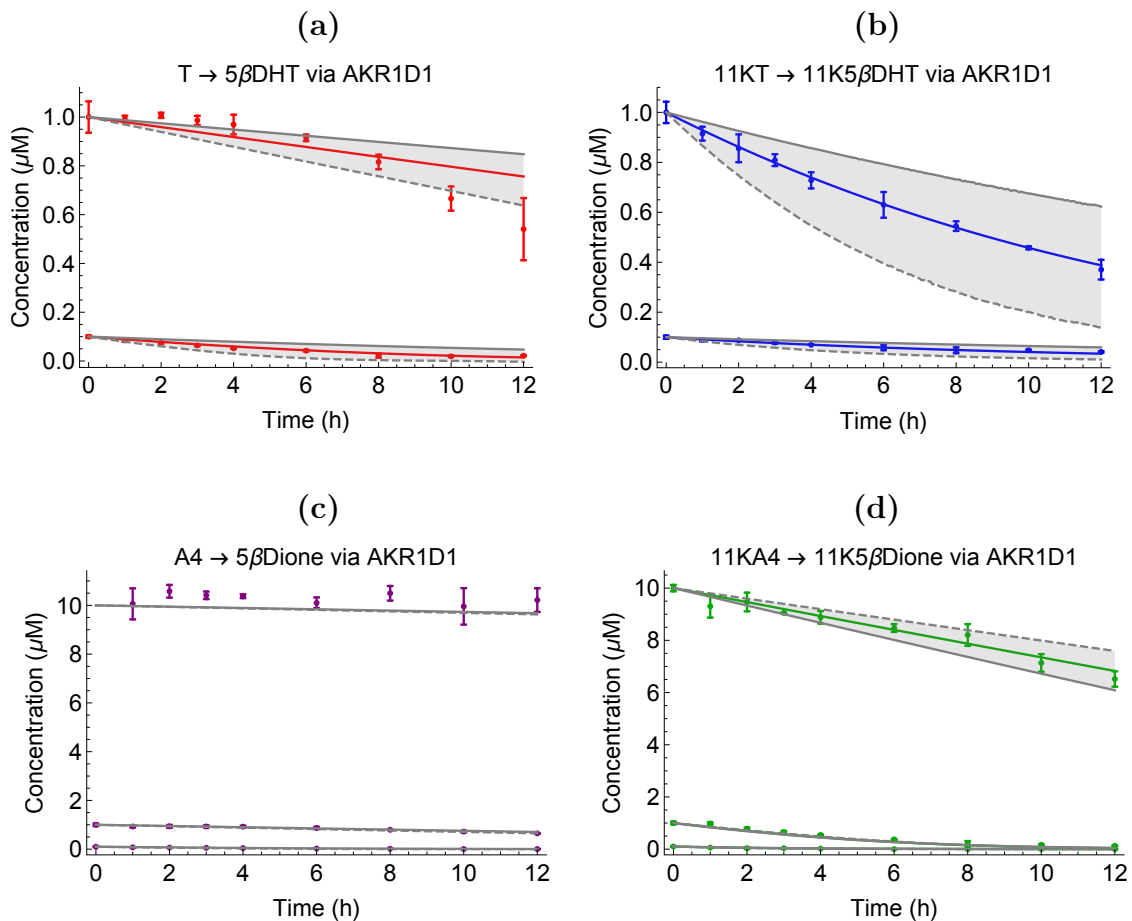 (a)
T → 5βDHT via AKR1D1
Concentration (μM)
1.0
0.8
0.6
0.4
0.2
0.0
0 2 4 6 8 10 12
Time (h)
(b)
11KT → 11K5βDHT via AKR1D1
Concentration (μM)
1.0
0.8
0.6
0.4
0.2
0.0
0 2 4 6 8 10 12
Time (h)
(c)
A4 → 5βDione via AKR1D1
Concentration (μM)
10
8
6
4
2
0
0 2 4 6 8 10 12
Time (h)
(d)
11KA4 → 11K5βDione via AKR1D1
Concentration (μM)
10
8
6
4
2
0
0 2 4 6 8 10 12
Time (h)